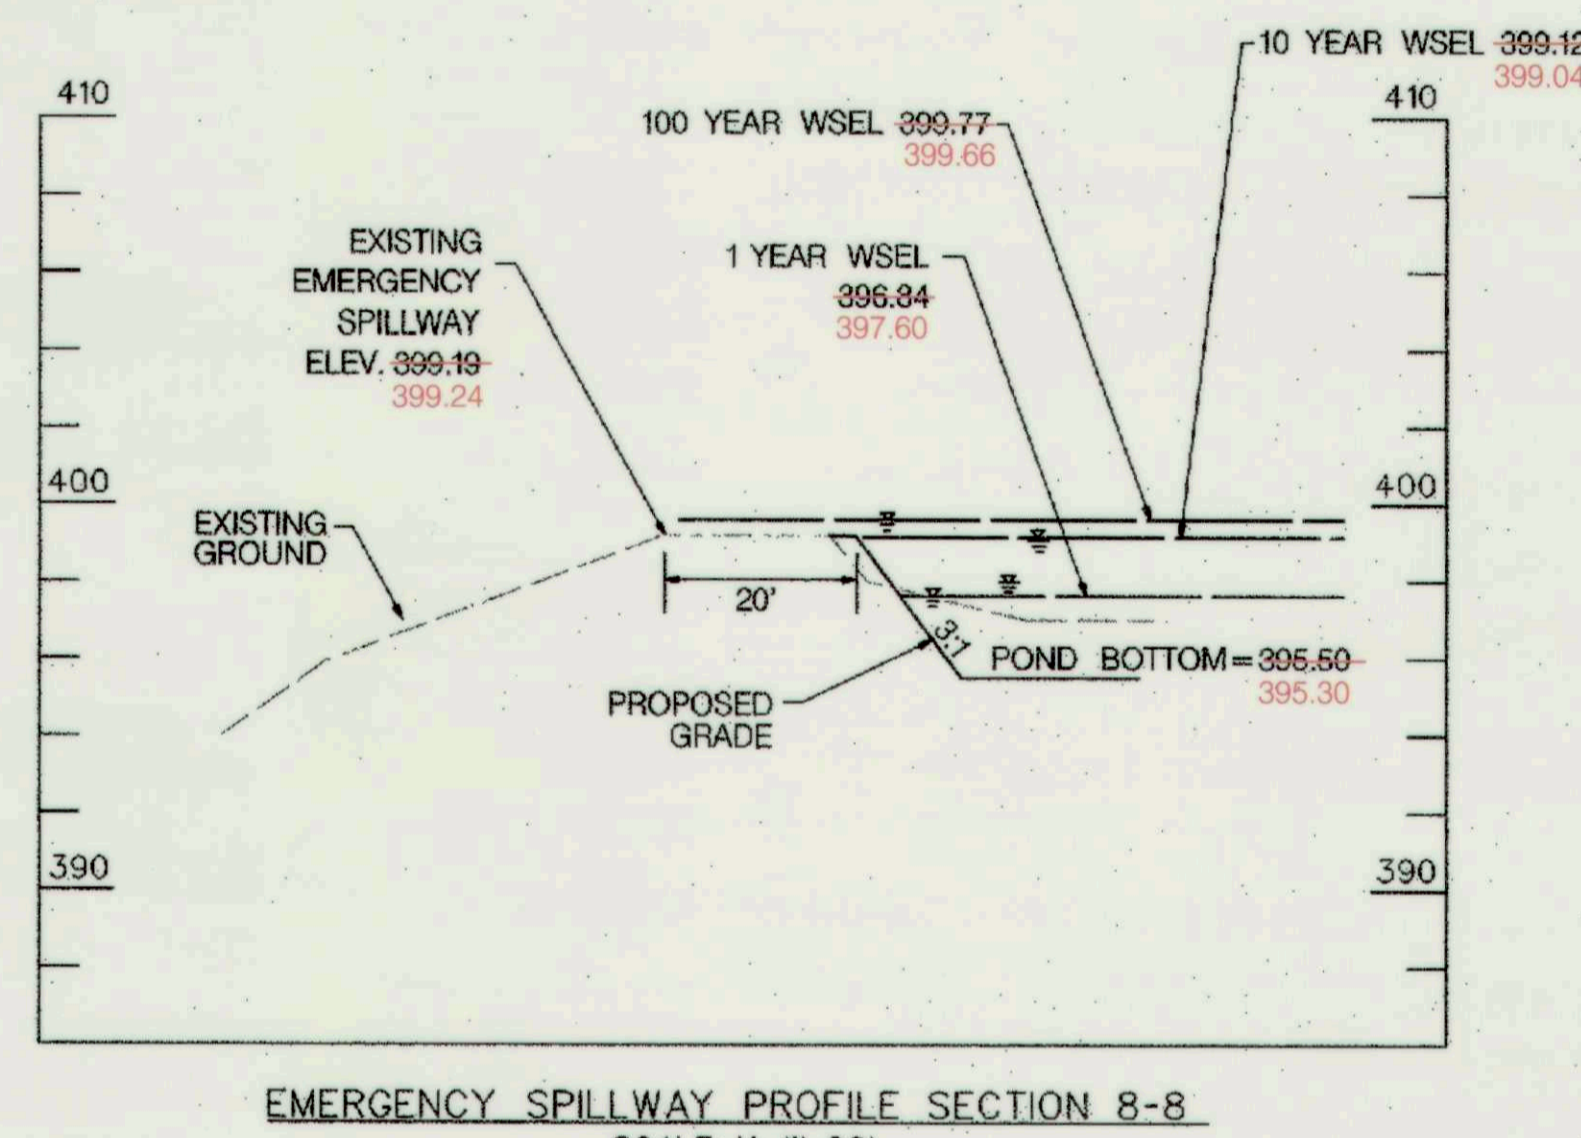 10 YEAR WSEL 399.12
399.04
410
410
100 YEAR WSEL 399.77
399.66
EXISTING
EMERGENCY
SPILLWAY
ELEV. 399.19
399.24
1 YEAR WSEL
396.84
397.60
400
400
EXISTING
GROUND
20'
3:1
POND BOTTOM=395.50
395.30
PROPOSED
GRADE
390
390
EMERGENCY SPILLWAY PROFILE SECTION 8-8